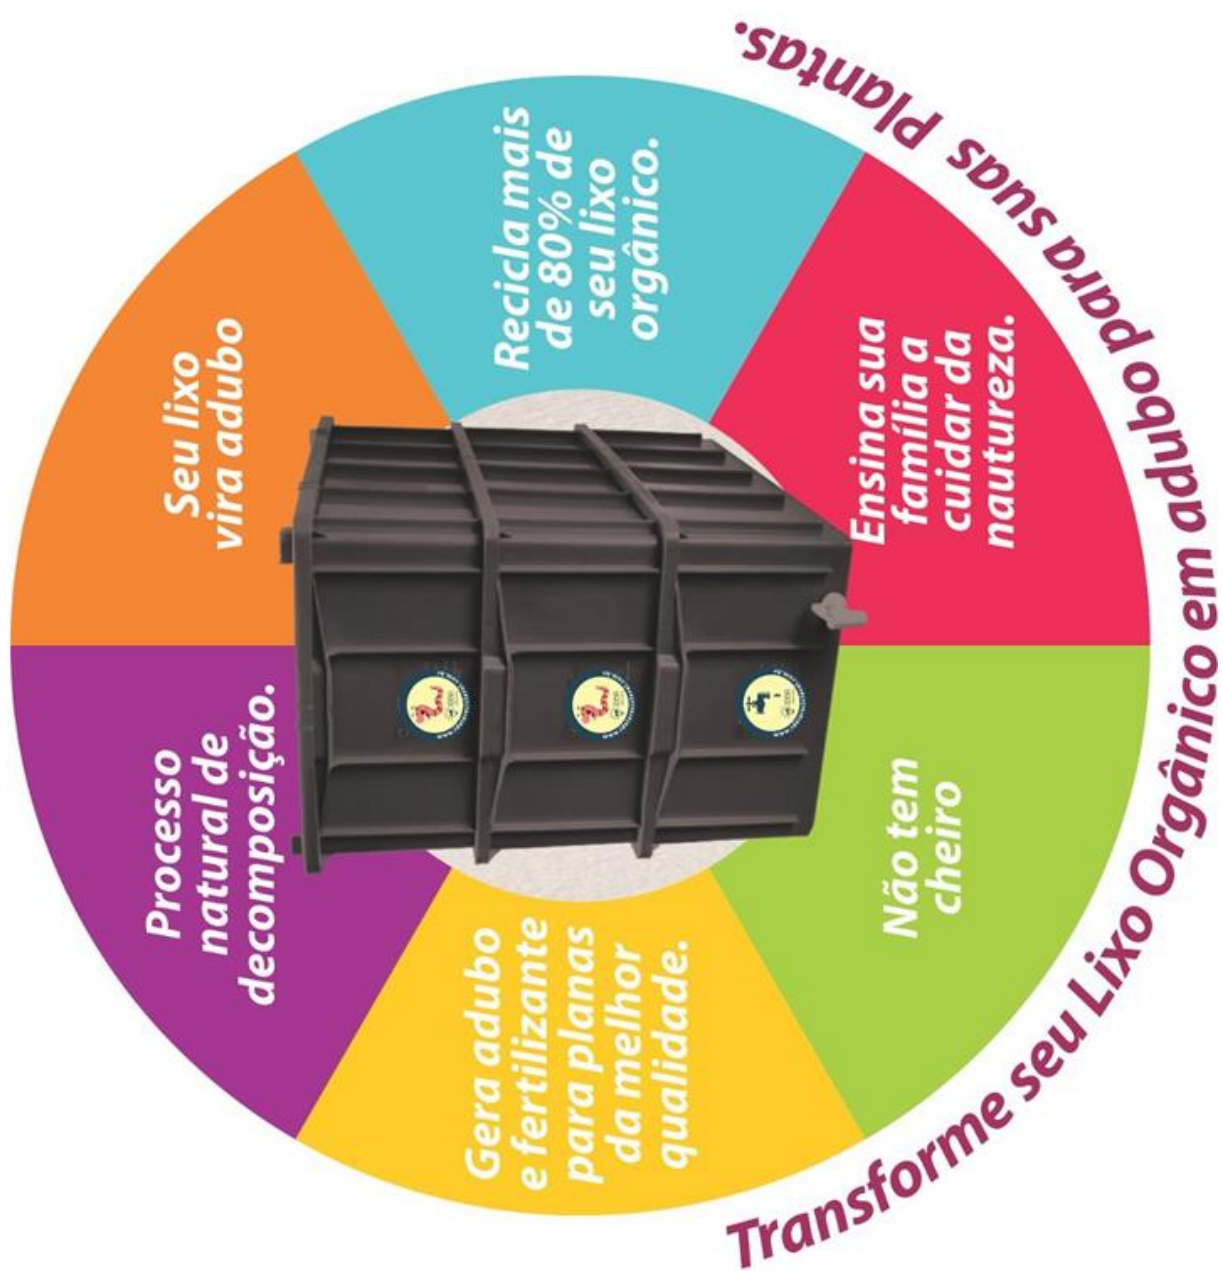 Seu lixo
vira adubo
Recicla mais
de 80% de
seu lixo
orgânico.
Ensina sua
família a
cuidar da
nautureza.
Não tem
cheiro
Gera adubo
e fertilizante
para planas
da melhor
qualidade.
Processo
natural de
decomposição.
Transforme seu Lixo Orgânico em adubo para suas Plantas.